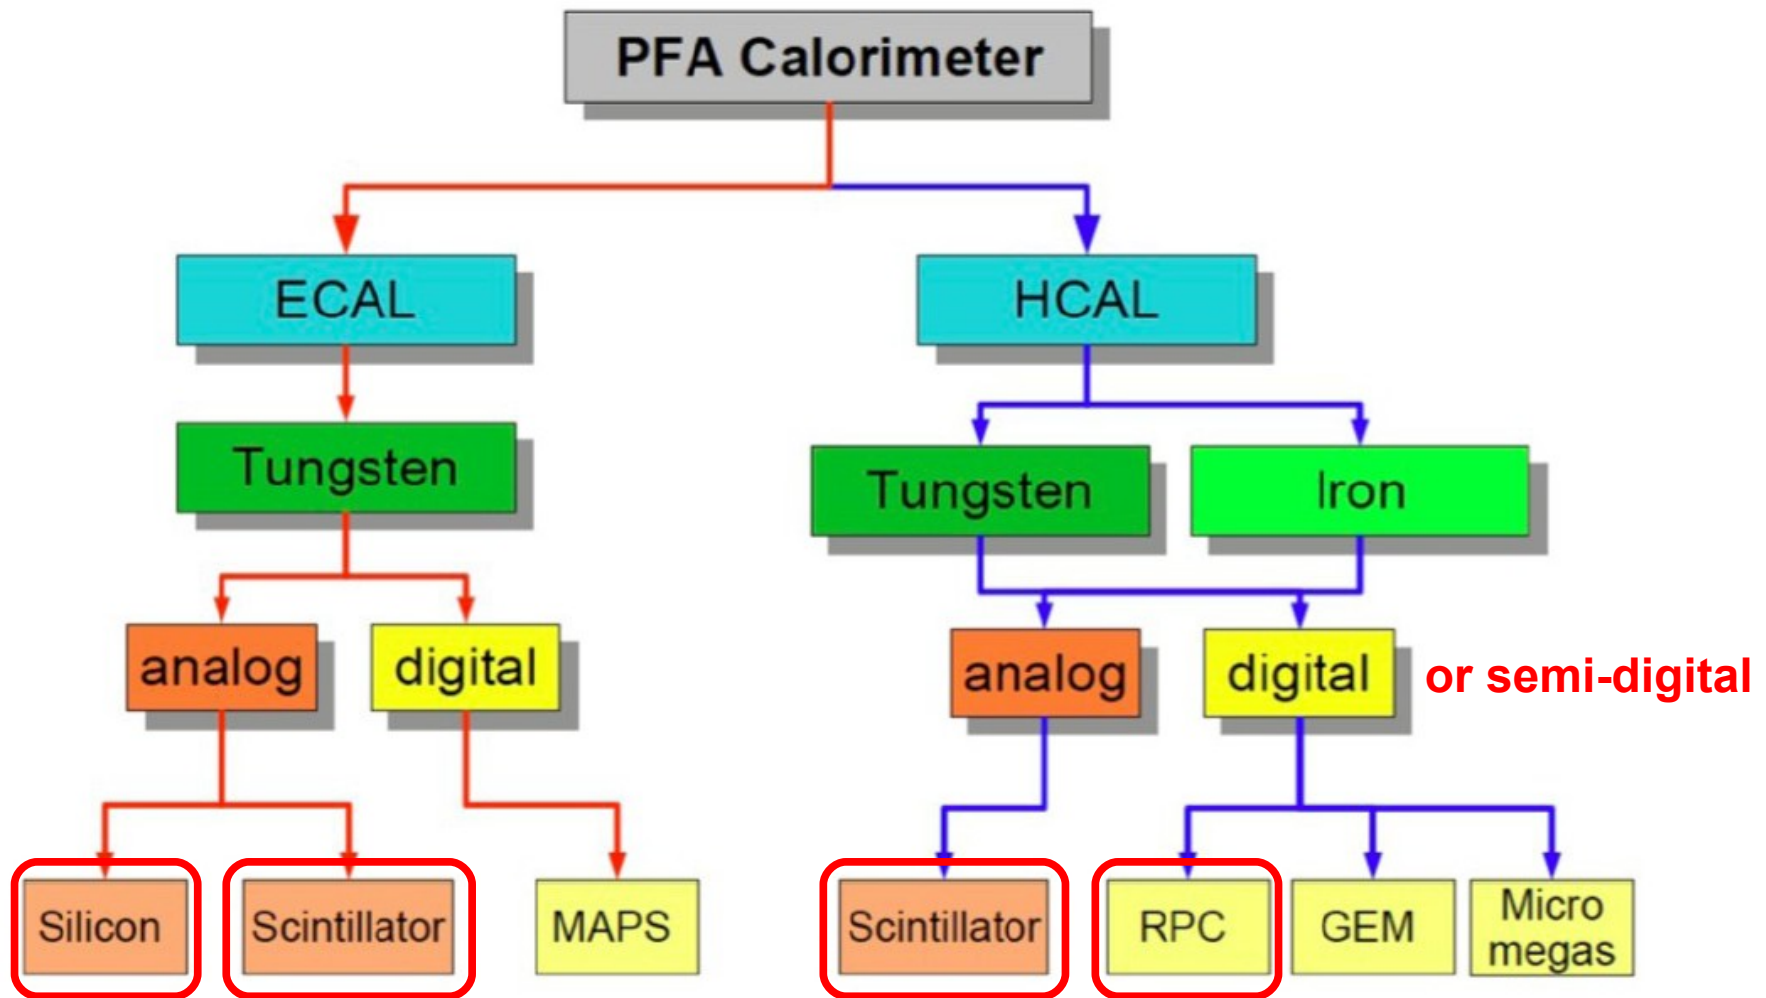 PFA Calorimeter
ECAL
HCAL
Tungsten
Tungsten
Iron
analog
digital
analog
digital
or semi-digital
Silicon
Scintillator
MAPS
Scintillator
RPC
GEM
Micro
megas